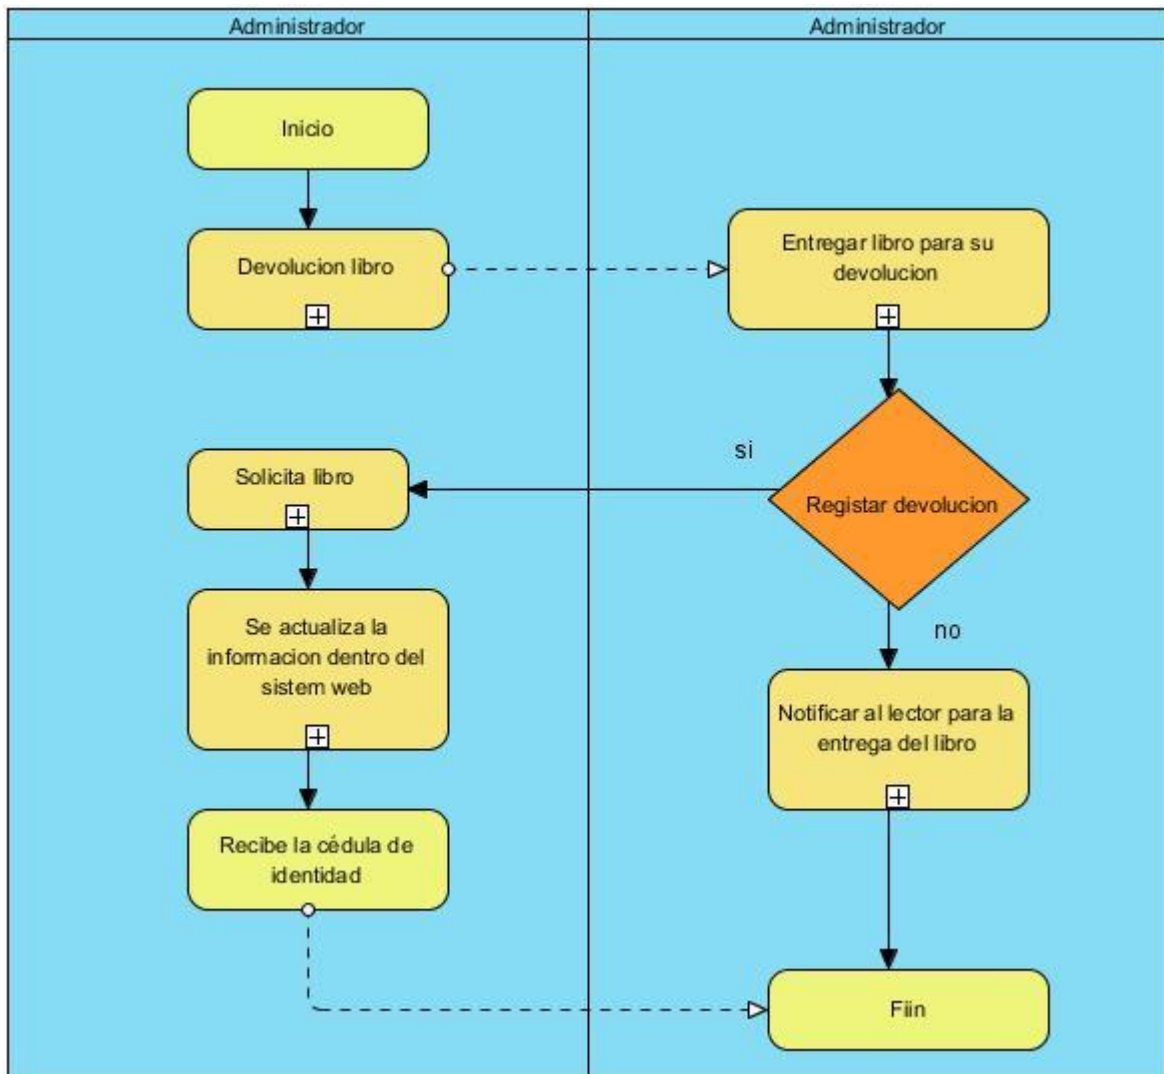 Administrador
Administrador
Inicio
Devolucion libro
Entregar libro para su
devolucion
si
Solicita libro
Registar devolucion
Se actualiza la
informacion dentro del
sistem web
no
Notificar al lector para la
entrega del libro
Recibe la cédula de
identidad
Fiin